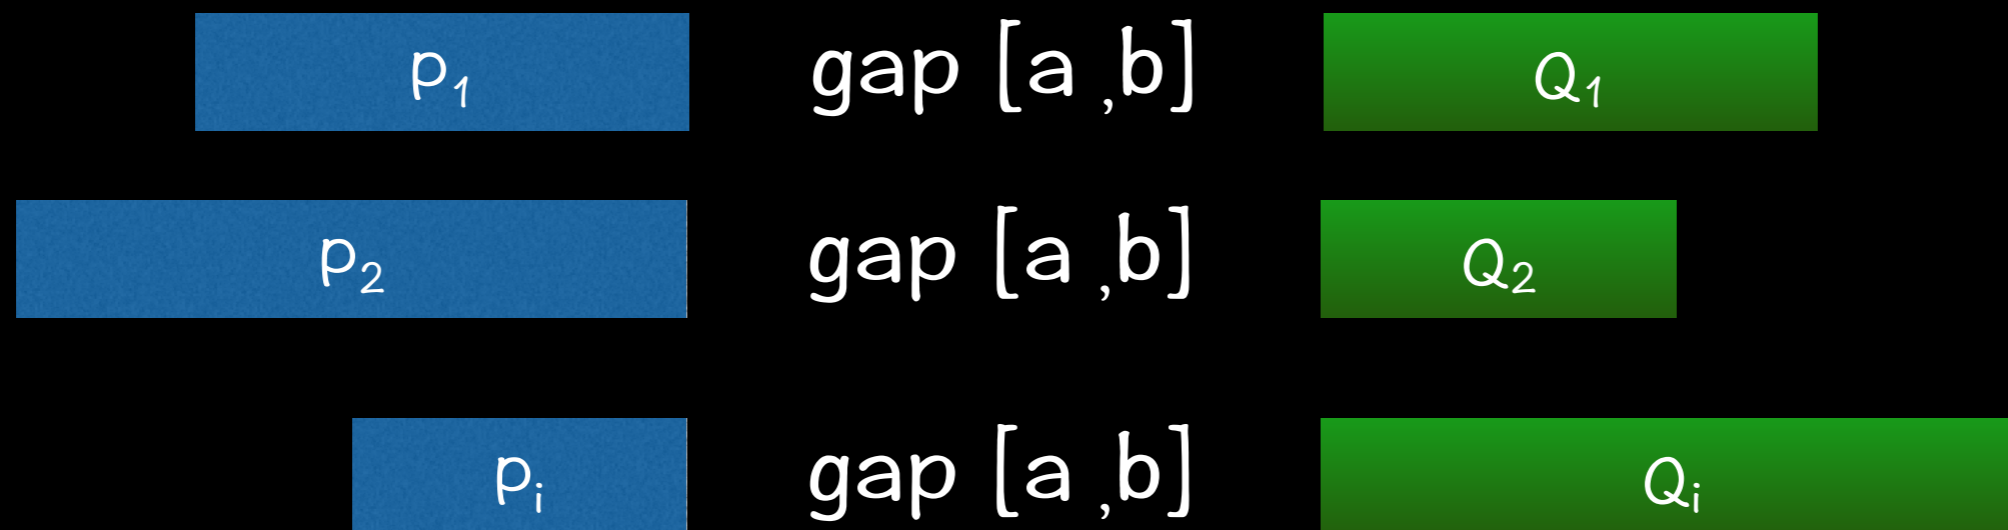 p₁ gap [a ,b] Q₁
p₂ gap [a ,b] Q₂
pᵢ gap [a ,b] Qᵢ